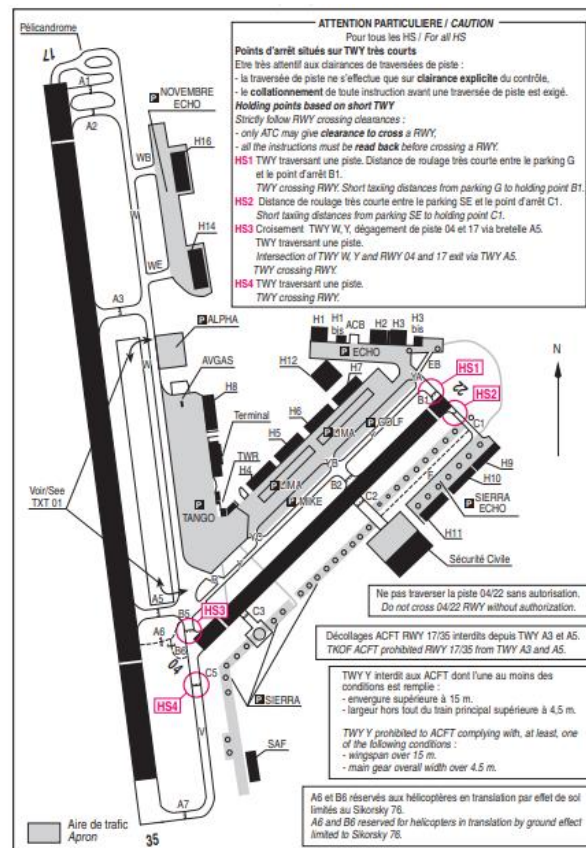 ATTENTION PARTICULIERE / CAUTION
Pour tous les HS / For all HS
Points d'arrêt situés sur TWY très courts
Etre très attentif aux clairances de traversées de piste :
- la traversée de piste ne s'effectue que sur clairance explicite du contrôle,
- le collationnement de toute instruction avant une traversée de piste est exigé.
Holding points based on short TWY
Strictly follow RWY crossing clearances :
- only ATC may give clearance to cross a RWY,
- all the instructions must be read back before crossing a RWY.
HS1 TWY traversant une piste. Distance de roulage très courte entre le parking G
et le point d'arrêt B1.
TWY crossing RWY. Short taxiing distances from parking G to holding point B1.
HS2 Distance de roulage très courte entre le parking SE et le point d'arrêt C1.
Short taxiing distances from parking SE to holding point C1.
HS3 Croisement TWY W, Y, dégagement de piste 04 et 17 via bretelle A5.
TWY traversant une piste.
Intersection of TWY W, Y and RWY 04 and 17 exit via TWY A5.
TWY crossing RWY.
HS4 TWY traversant une piste.
TWY crossing RWY.
Pélicandrome
17
A1
A2
P NOVEMBRE
ECHO
WB
H16
W
H14
WE
A3
P ALPHA
W
AVGAS
H8
Terminal
TWR
H4
P
TANGO
Voir/See
TXT 01
H1
H1
bis
ACB
H2
H3
H3
bis
P ECHO
EB
H12
H7
YA
HS1
22
HS2
B1
C1
H6
P LIMA
P GOLF
H5
YB
B2
P LIMA
P MIKE
C2
F
H9
H10
P SIERRA
ECHO
H11
Sécurité Civile
N
Y
A5
B5
HS3
A6
B6
04
C3
C5
HS4
P SIERRA
V
SAF
A7
35
Aire de trafic
Apron
Ne pas traverser la piste 04/22 sans autorisation.
Do not cross 04/22 RWY without authorization.
Décollages ACFT RWY 17/35 interdits depuis TWY A3 et A5.
TKOF ACFT prohibited RWY 17/35 from TWY A3 and A5.
TWY Y interdit aux ACFT dont l'une au moins des
conditions est remplie :
- envergure supérieure à 15 m.
- largeur hors tout du train principal supérieure à 4,5 m.
TWY Y prohibited to ACFT complying with, at least, one
of the following conditions :
- wingspan over 15 m.
- main gear overall width over 4.5 m.
A6 et B6 réservés aux hélicoptères en translation par effet de sol
limités au Sikorsky 76.
A6 and B6 reserved for helicopters in translation by ground effect
limited to Sikorsky 76.